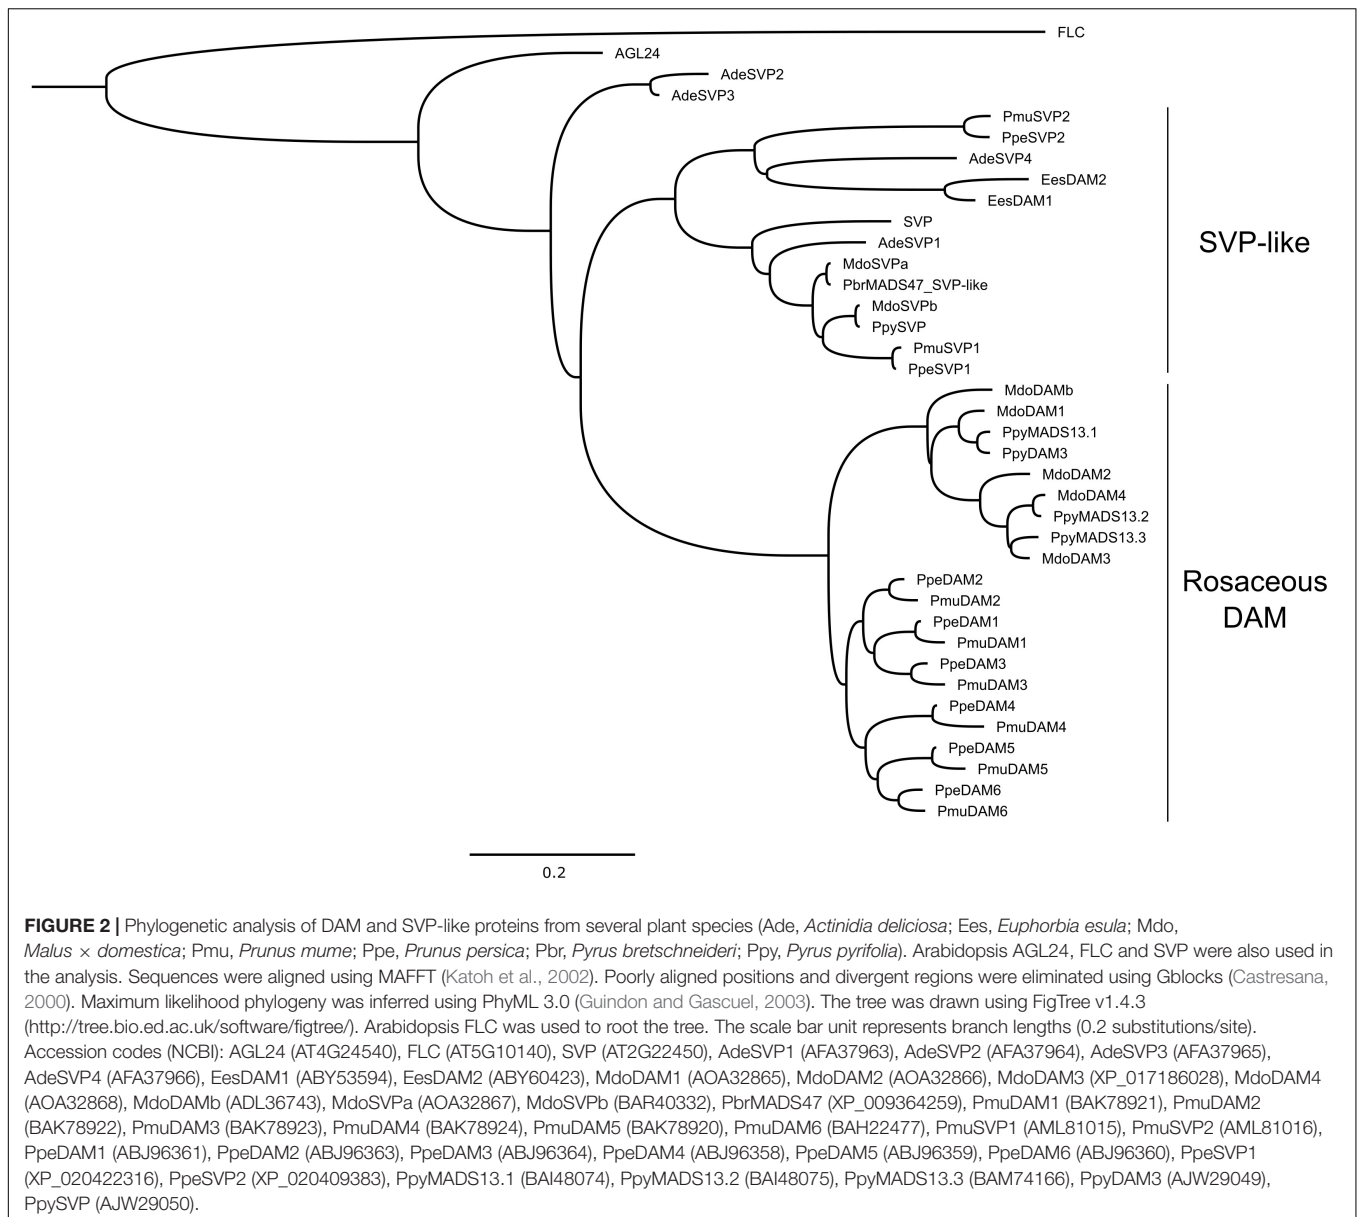 FLC
AGL24
AdeSVP2
AdeSVP3
PmuSVP2
PpeSVP2
AdeSVP4
EesDAM2
EesDAM1
SVP
AdeSVP1
MdoSVPa
PbrMADS47_SVP-like
MdoSVPb
PpySVP
PmuSVP1
PpeSVP1
SVP-like
MdoDAMb
MdoDAM1
PpyMADS13.1
PpyDAM3
MdoDAM2
MdoDAM4
PpyMADS13.2
PpyMADS13.3
MdoDAM3
PpeDAM2
PmuDAM2
PpeDAM1
PmuDAM1
PpeDAM3
PmuDAM3
PpeDAM4
PmuDAM4
PpeDAM5
PmuDAM5
PpeDAM6
PmuDAM6
Rosaceous
DAM
0.2
FIGURE 2 | Phylogenetic analysis of DAM and SVP-like proteins from several plant species (Ade, Actinidia deliciosa; Ees, Euphorbia esula; Mdo,
Malus × domestica; Pmu, Prunus mume; Ppe, Prunus persica; Pbr, Pyrus bretschneideri; Ppy, Pyrus pyrifolia). Arabidopsis AGL24, FLC and SVP were also used in
the analysis. Sequences were aligned using MAFFT (Katoh et al., 2002). Poorly aligned positions and divergent regions were eliminated using Gblocks (Castresana,
2000). Maximum likelihood phylogeny was inferred using PhyML 3.0 (Guindon and Gascuel, 2003). The tree was drawn using FigTree v1.4.3
(http://tree.bio.ed.ac.uk/software/figtree/). Arabidopsis FLC was used to root the tree. The scale bar unit represents branch lengths (0.2 substitutions/site).
Accession codes (NCBI): AGL24 (AT4G24540), FLC (AT5G10140), SVP (AT2G22450), AdeSVP1 (AFA37963), AdeSVP2 (AFA37964), AdeSVP3 (AFA37965),
AdeSVP4 (AFA37966), EesDAM1 (ABY53594), EesDAM2 (ABY60423), MdoDAM1 (AOA32865), MdoDAM2 (AOA32866), MdoDAM3 (XP_017186028), MdoDAM4
(AOA32868), MdoDAMb (ADL36743), MdoSVPa (AOA32867), MdoSVPb (BAR40332), PbrMADS47 (XP_009364259), PmuDAM1 (BAK78921), PmuDAM2
(BAK78922), PmuDAM3 (BAK78923), PmuDAM4 (BAK78924), PmuDAM5 (BAK78920), PmuDAM6 (BAH22477), PmuSVP1 (AML81015), PmuSVP2 (AML81016),
PpeDAM1 (ABJ96361), PpeDAM2 (ABJ96363), PpeDAM3 (ABJ96364), PpeDAM4 (ABJ96358), PpeDAM5 (ABJ96359), PpeDAM6 (ABJ96360), PpeSVP1
(XP_020422316), PpeSVP2 (XP_020409383), PpyMADS13.1 (BAI48074), PpyMADS13.2 (BAI48075), PpyMADS13.3 (BAM74166), PpyDAM3 (AJW29049),
PpySVP (AJW29050).